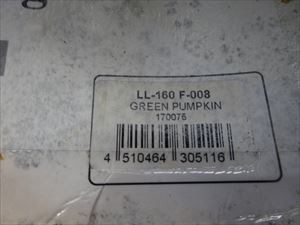 g
LL-160 F-008
GREEN PUMPKIN
170075
4 510464 305116